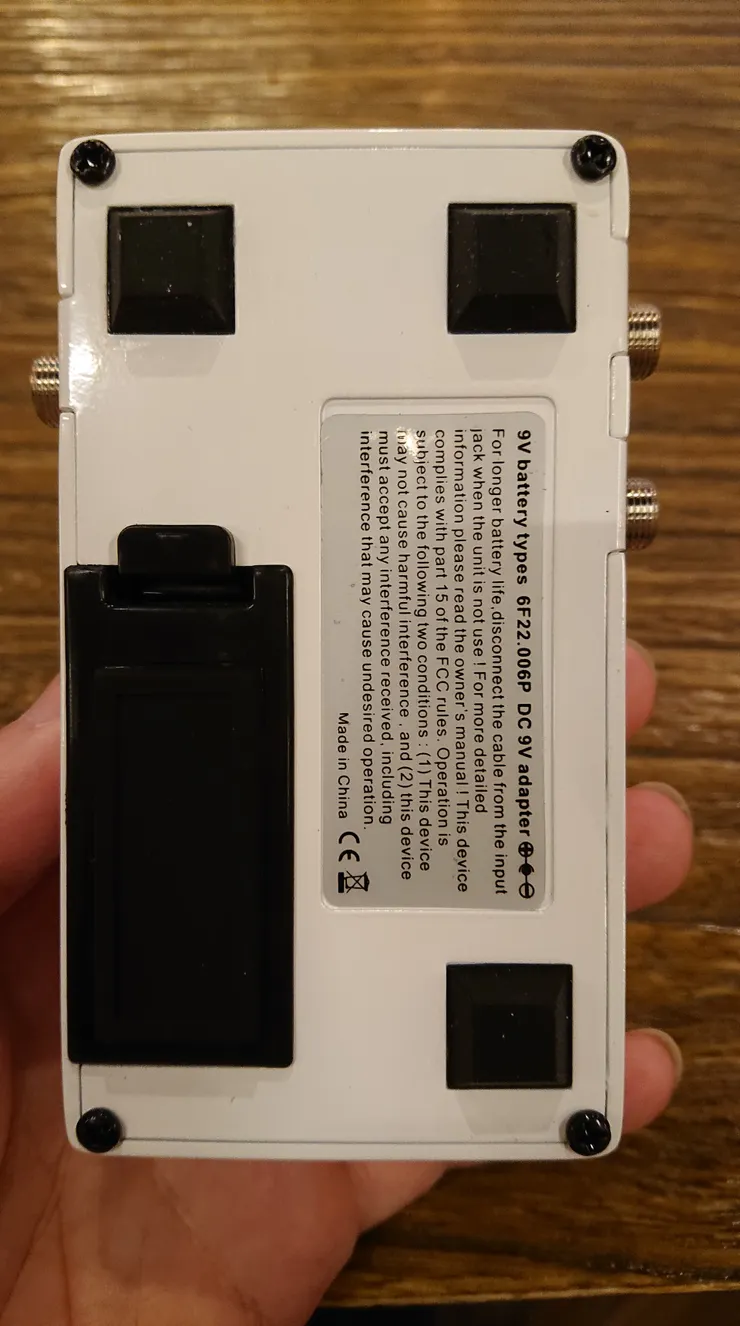 9V battery types 6F22.006P DC 9V adapter
For longer battery life,disconnect the cable from the input
jack when the unit is not use ! For more detailed
information please read the owner's manual ! This device
complies with part 15 of the FCC rules. Operation is
subject to the following two conditions : (1) This device
may not cause harmful interference , and (2) this device
must accept any interference received, including
interference that may cause undesired operation.
Made in China CE